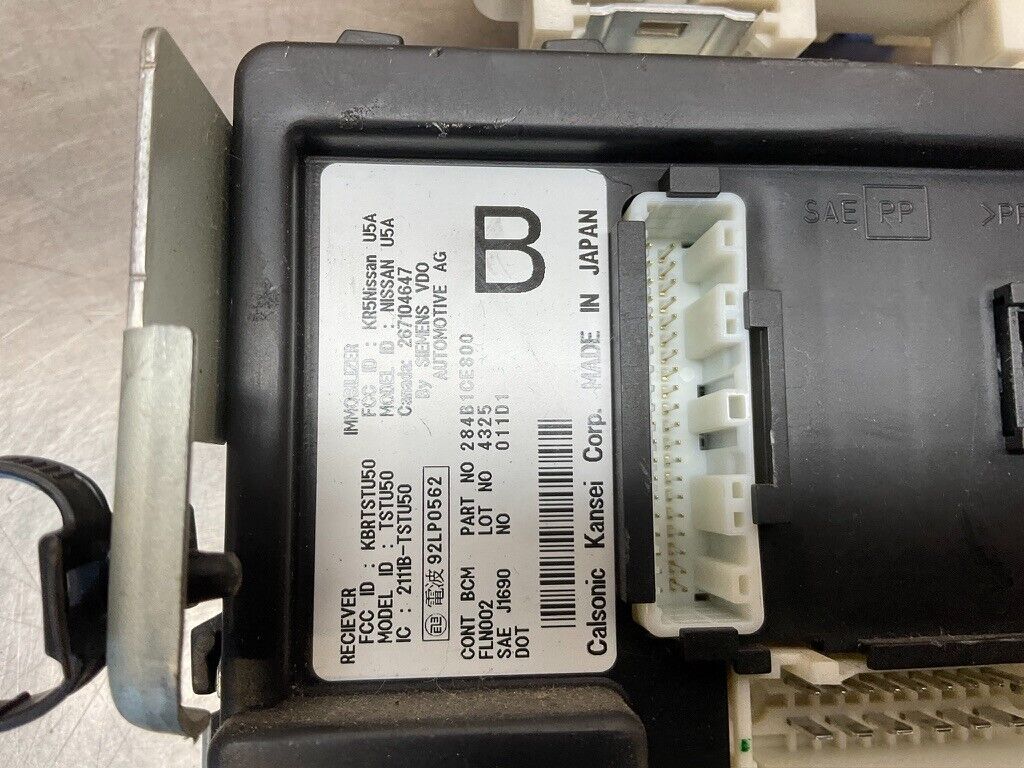 RECIEVER
FCC ID : KBRTSTU50
MODEL ID : TSTU50
IC : 2111B-TSTU50
電波 92LP0562
IMMOBILIZER
FCC ID : KR5Nissan U5A
MODEL ID : NISSAN U5A
Canada: 267104647
By SIEMENS VDO
AUTOMOTIVE AG
B
CONT BCM PART NO 284B1CE800
FLN002 LOT NO 4325
SAE J1690 NO 011D1
DOT
Calsonic Kansei Corp. MADE IN JAPAN
SAE RP